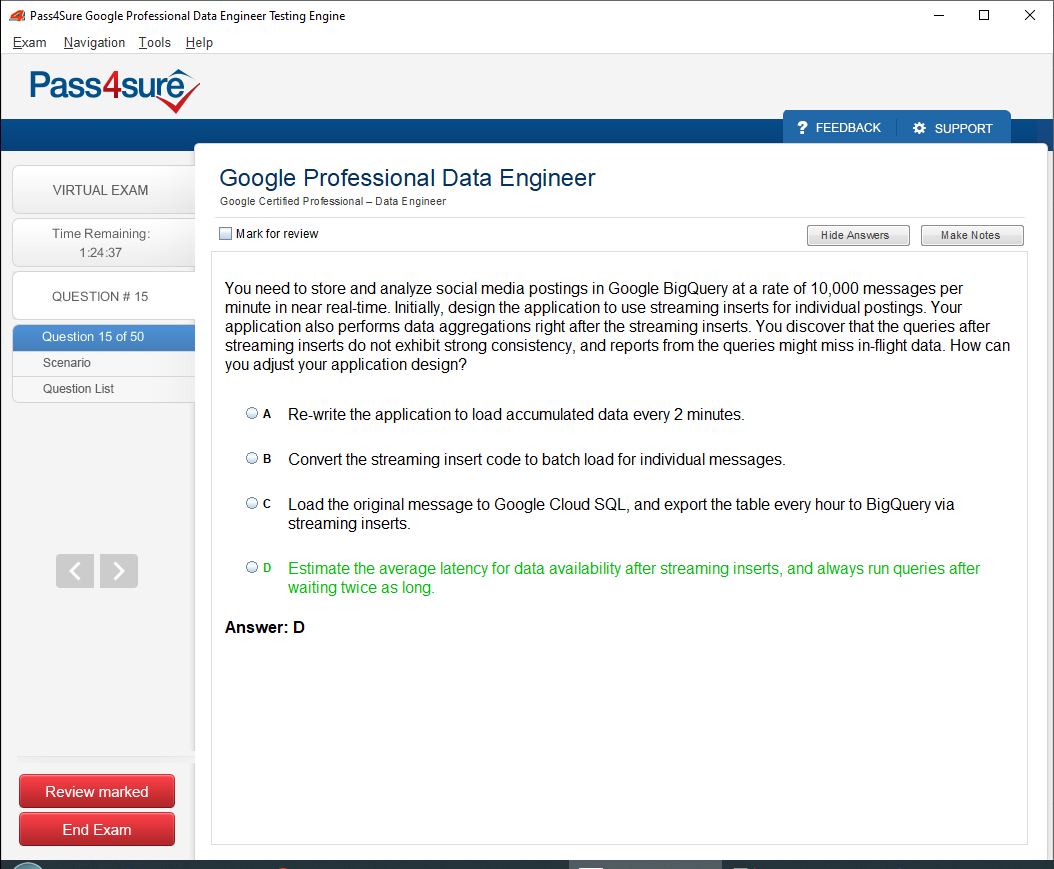 Pass4Sure Google Professional Data Engineer Testing Engine
Exam Navigation Tools Help
Pass4sure
? FEEDBACK SUPPORT
VIRTUAL EXAM
Time Remaining:
1:24:37
QUESTION # 15
Question 15 of 50
Scenario
Question List
Review marked
End Exam
Google Professional Data Engineer
Google Certified Professional – Data Engineer
Mark for review
Hide Answers
Make Notes
You need to store and analyze social media postings in Google BigQuery at a rate of 10,000 messages per
minute in near real-time. Initially, design the application to use streaming inserts for individual postings. Your
application also performs data aggregations right after the streaming inserts. You discover that the queries after
streaming inserts do not exhibit strong consistency, and reports from the queries might miss in-flight data. How can
you adjust your application design?
A Re-write the application to load accumulated data every 2 minutes.
B Convert the streaming insert code to batch load for individual messages.
C Load the original message to Google Cloud SQL, and export the table every hour to BigQuery via
streaming inserts.
D Estimate the average latency for data availability after streaming inserts, and always run queries after
waiting twice as long.
Answer: D